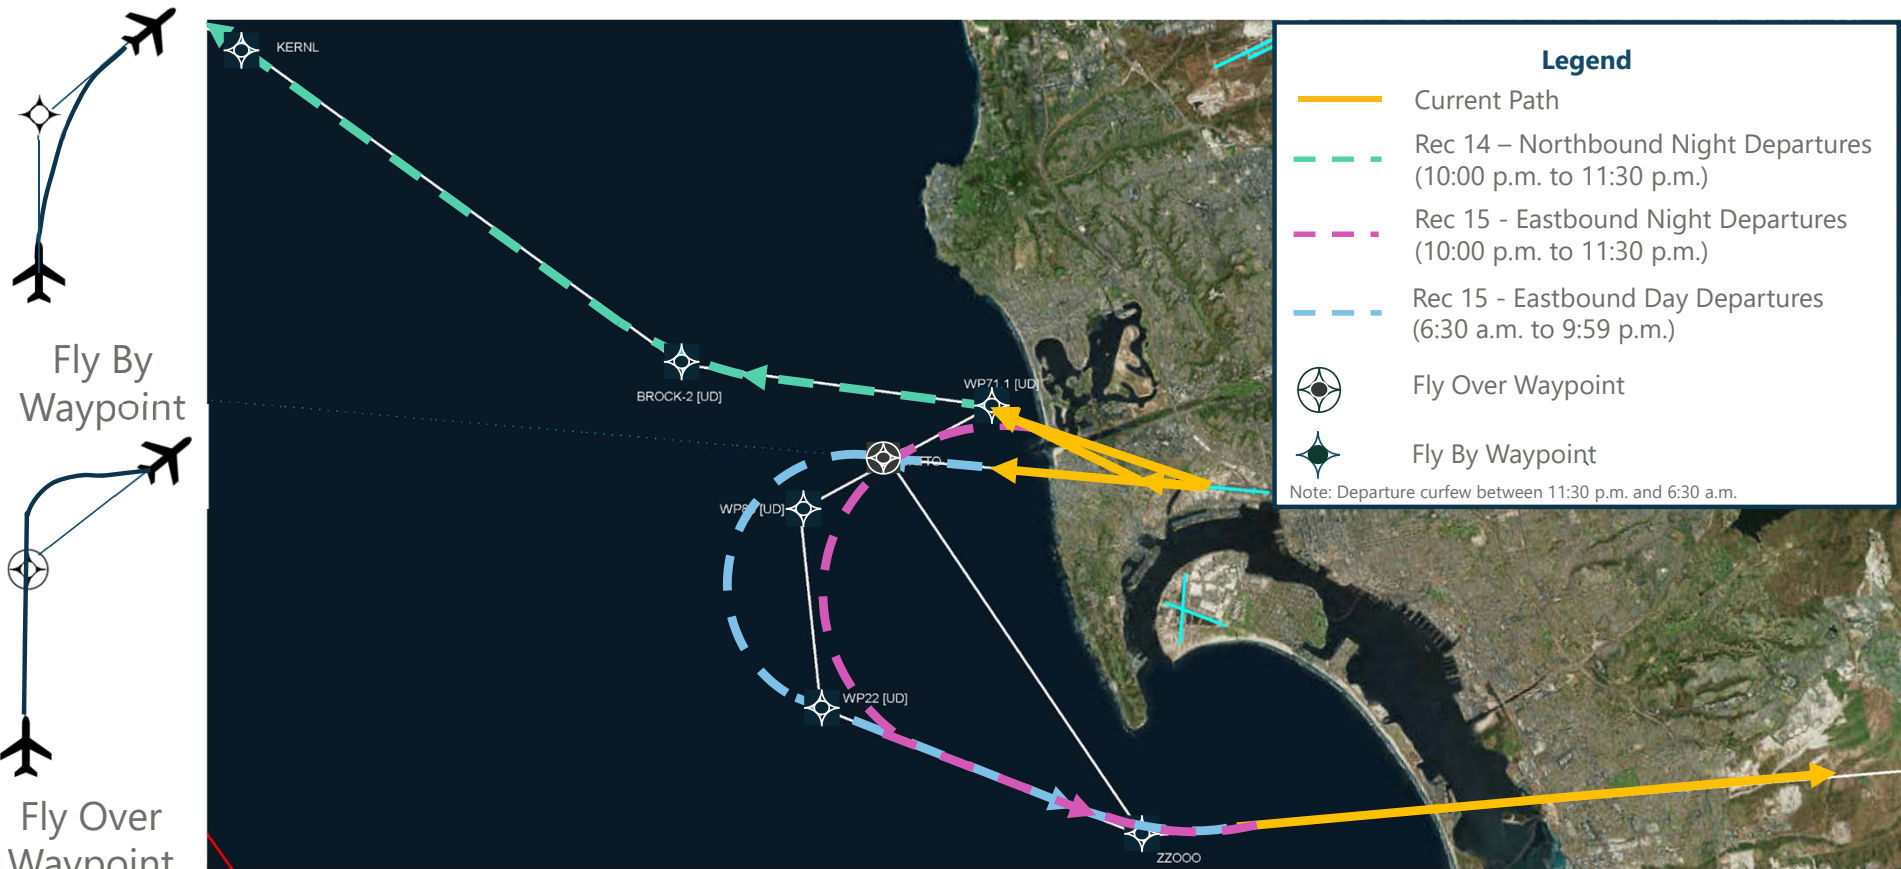 Fly By
Waypoint
Fly Over
Waypoint
KERNL
BROCK-2 [UD]
WP71.1 [UD]
[UD]
WP22 [UD]
ZZOOO
Legend
Current Path
Rec 14 – Northbound Night Departures
(10:00 p.m. to 11:30 p.m.)
Rec 15 - Eastbound Night Departures
(10:00 p.m. to 11:30 p.m.)
Rec 15 - Eastbound Day Departures
(6:30 a.m. to 9:59 p.m.)
Fly Over Waypoint
Fly By Waypoint
Note: Departure curfew between 11:30 p.m. and 6:30 a.m.